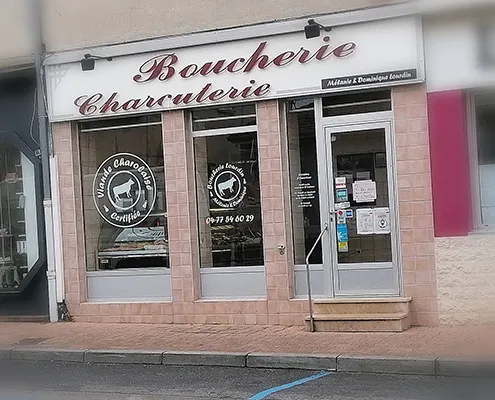 Boucherie
Charcuterie
Mélanie & Dominique Lourdin
Viande Charolaise
Certifiée
Boucherie Lourdin
Mélanie & Dominique
04 77 54 60 29